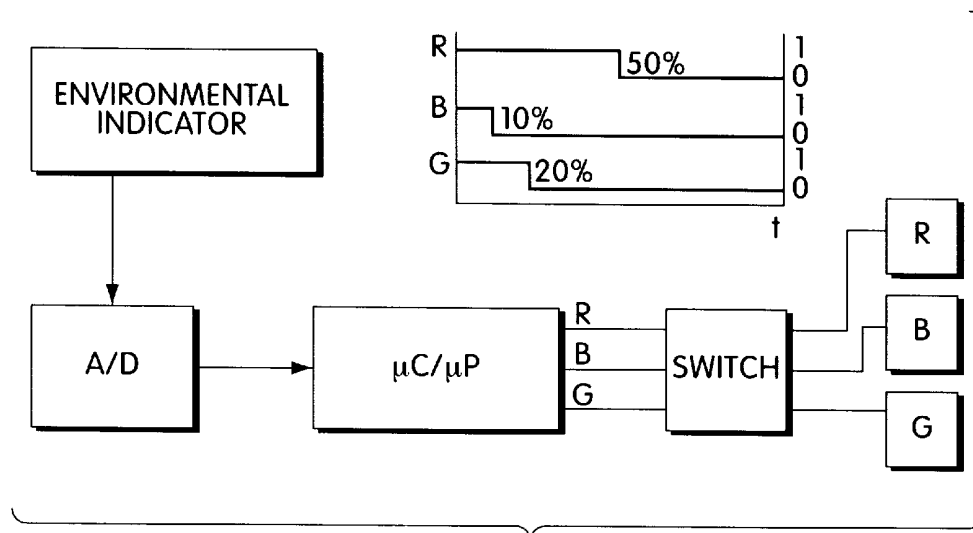 ENVIRONMENTAL
INDICATOR
R 50% 1
0
B 10% 1
0
G 20% 1
0
t
A/D
μC/μP
R
B
G
SWITCH
R
B
G